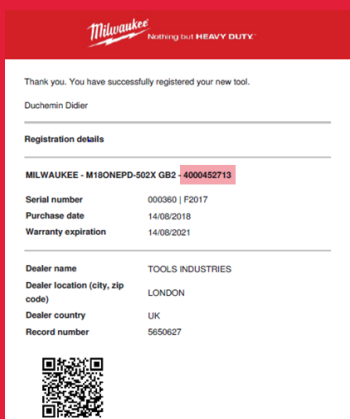 Milwaukee
Nothing but HEAVY DUTY.
Thank you. You have successfully registered your new tool.
Duchemin Didier
Registration details
MILWAUKEE - M18ONEPD-502X GB2 - 4000452713
Serial number 000360 | F2017
Purchase date 14/08/2018
Warranty expiration 14/08/2021
Dealer name TOOLS INDUSTRIES
Dealer location (city, zip
code) LONDON
Dealer country UK
Record number 5650627